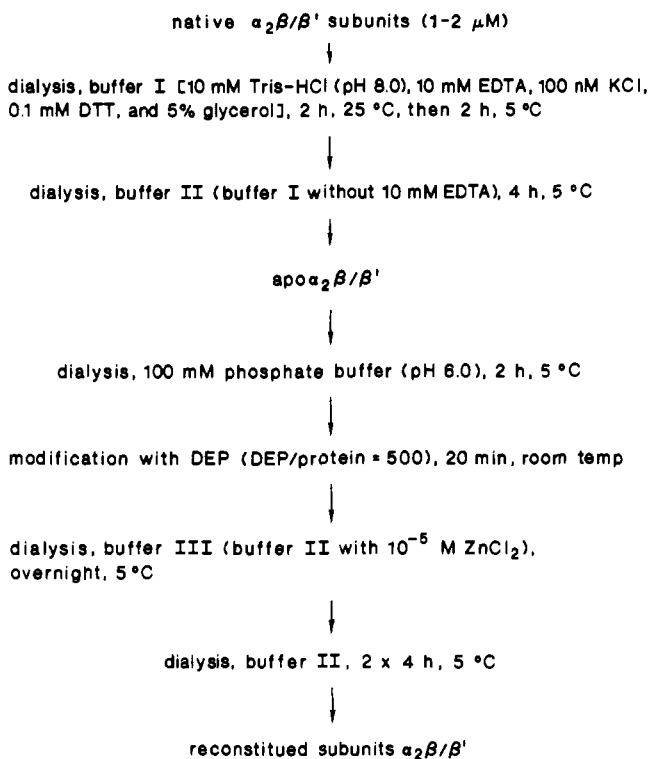 native α₂β/β' subunits (1-2 μM)
dialysis, buffer I [10 mM Tris-HCl (pH 8.0), 10 mM EDTA, 100 nM KCl,
0.1 mM DTT, and 5% glycerol], 2 h, 25 °C, then 2 h, 5 °C
dialysis, buffer II (buffer I without 10 mM EDTA), 4 h, 5 °C
apoα₂β/β'
dialysis, 100 mM phosphate buffer (pH 6.0), 2 h, 5 °C
modification with DEP (DEP/protein = 500), 20 min, room temp
dialysis, buffer III (buffer II with 10⁻⁵ M ZnCl₂),
overnight, 5 °C
dialysis, buffer II, 2 x 4 h, 5 °C
reconstitued subunits α₂β/β'